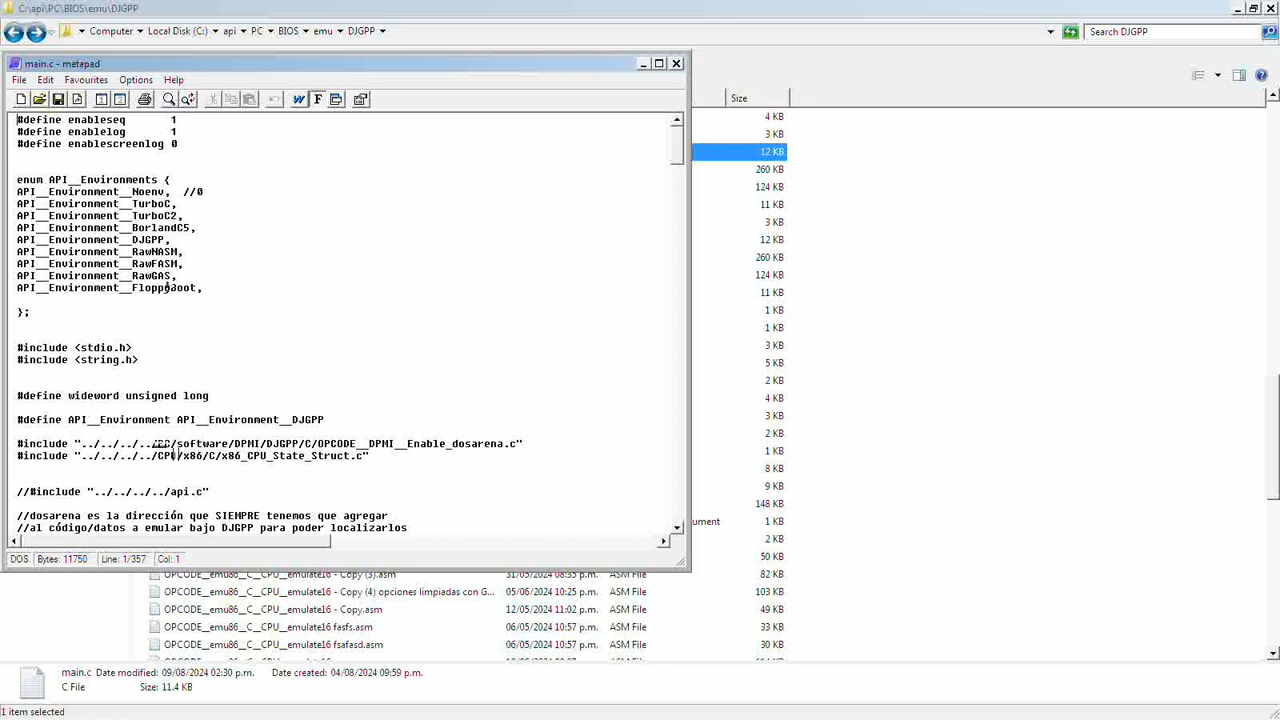 C:\api\PC\BIOS\emu\DJGPP
Computer Local Disk (C:) api PC BIOS emu DJGPP
Search DJGPP
main.c - metapad
File Edit Favourites Options Help
#define enableseq 1
#define enablelog 1
#define enablescreenlog 0
enum API__Environments {
API__Environment__Noenv, //0
API__Environment__TurboC,
API__Environment__TurboC2,
API__Environment__BorlandC5,
API__Environment__DJGPP,
API__Environment__RawNASM,
API__Environment__RawFASM,
API__Environment__RawGAS,
API__Environment__FloppyBoot,
};
#include <stdio.h>
#include <string.h>
#define wideword unsigned long
#define API__Environment API__Environment__DJGPP
#include "../../../../PC/software/DPMI/DJGPP/C/OPCODE__DPMI__Enable_dosarena.c"
#include "../../../../CPU/x86/C/x86_CPU_State_Struct.c"
//#include "../../../../api.c"
//dosarena es la dirección que SIEMPRE tenemos que agregar
//al código/datos a emular bajo DJGPP para poder localizarlos
DOS Bytes: 11750 Line: 1/357 Col: 1
Size
4 KB
3 KB
12 KB
260 KB
124 KB
11 KB
3 KB
12 KB
260 KB
124 KB
11 KB
1 KB
1 KB
3 KB
5 KB
2 KB
4 KB
3 KB
2 KB
1 KB
8 KB
9 KB
148 KB
ument 1 KB
2 KB
50 KB
OPCODE__emu86__C__CPU__emulate16 - Copy (3).asm 31/05/2024 08:35 p.m. ASM File 82 KB
OPCODE__emu86__C__CPU__emulate16 - Copy (4) opciones limpiadas con G... 05/06/2024 10:25 p.m. ASM File 103 KB
OPCODE__emu86__C__CPU__emulate16 - Copy.asm 12/05/2024 11:02 p.m. ASM File 49 KB
OPCODE__emu86__C__CPU__emulate16 fasfs.asm 06/05/2024 10:57 p.m. ASM File 33 KB
OPCODE__emu86__C__CPU__emulate16 fsafasd.asm 06/05/2024 10:57 p.m. ASM File 30 KB
main.c Date modified: 09/08/2024 02:30 p.m. Date created: 04/08/2024 09:59 p.m.
C File Size: 11.4 KB
1 item selected